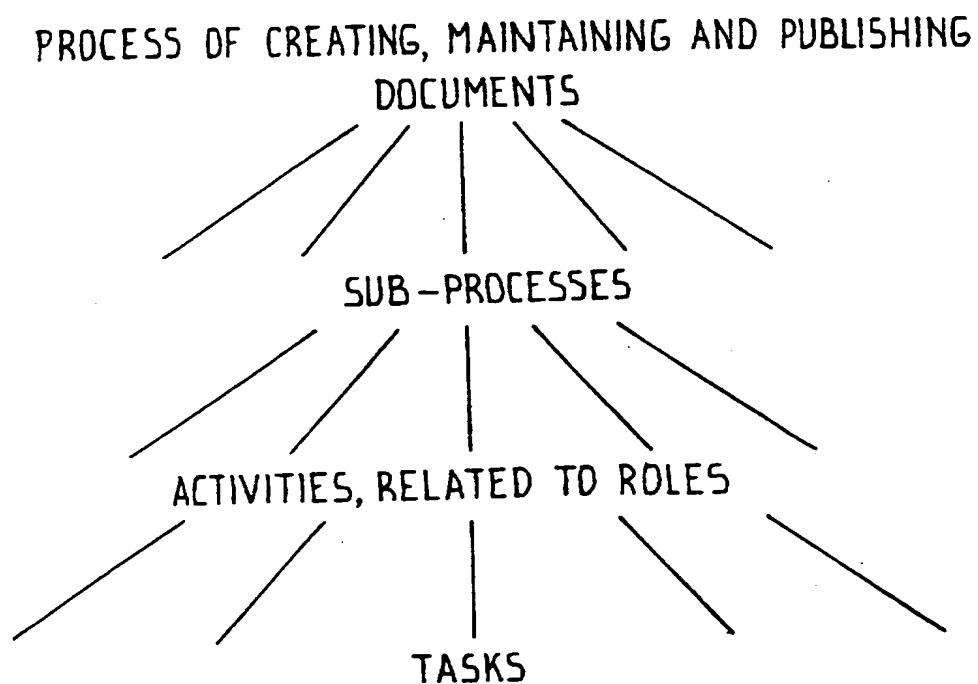 PROCESS OF CREATING, MAINTAINING AND PUBLISHING
DOCUMENTS
SUB-PROCESSES
ACTIVITIES, RELATED TO ROLES
TASKS